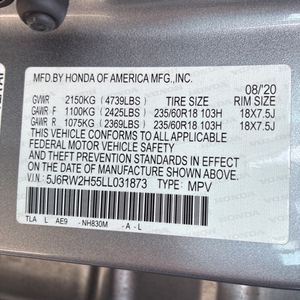 MFD. BY HONDA OF AMERICA MFG., INC. 08/'20
GVWR 2150KG (4739LBS) TIRE SIZE RIM SIZE
GAWR F 1100KG (2425LBS) 235/60R18 103H 18X7.5J
GAWR R 1075KG (2369LBS) 235/60R18 103H 18X7.5J
THIS VEHICLE CONFORMS TO ALL APPLICABLE
FEDERAL MOTOR VEHICLE SAFETY
AND THEFT PREVENTION STANDARDS IN EFFECT
ON THE DATE OF MANUFACTURE SHOWN ABOVE.
V.I.N.: 5J6RW2H55LL031873 TYPE: MPV
TLA L AE9 - NH830M - A - L